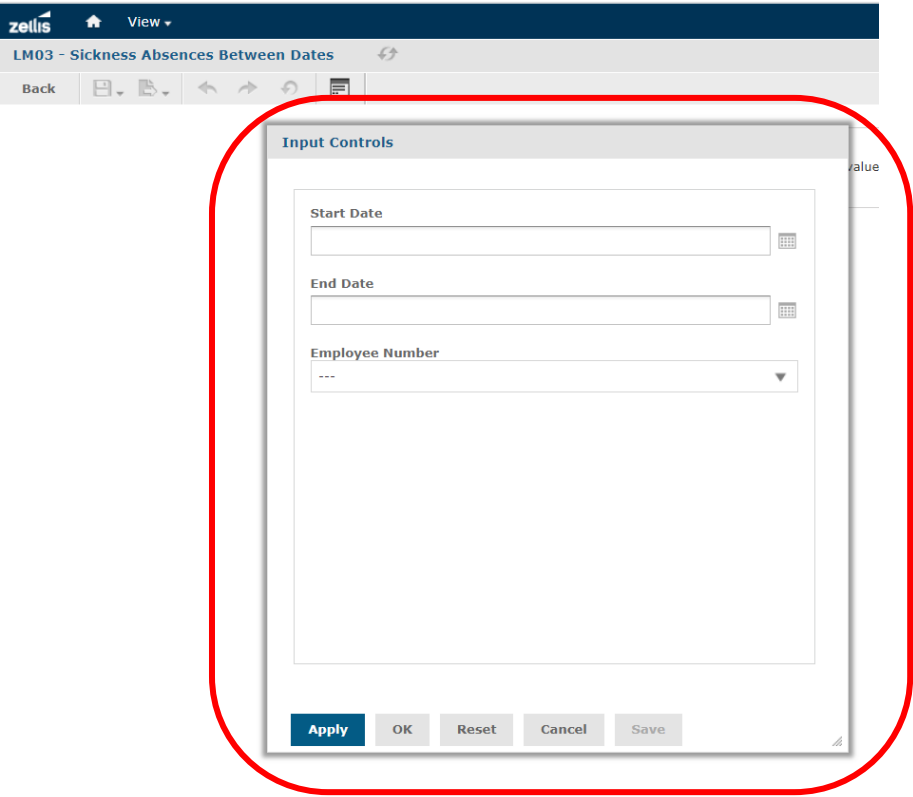 zellis View
LM03 - Sickness Absences Between Dates
Back
Input Controls
value
Start Date
End Date
Employee Number
---
Apply OK Reset Cancel Save